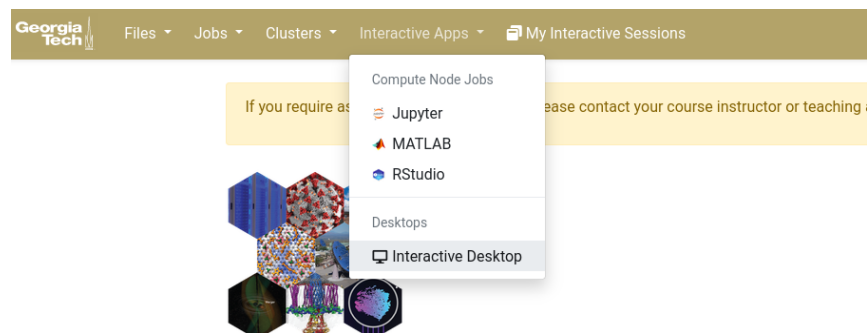 Georgia
Tech
Files Jobs Clusters Interactive Apps My Interactive Sessions
Compute Node Jobs
If you require as ease contact your course instructor or teaching
Jupyter
MATLAB
RStudio
Desktops
Interactive Desktop